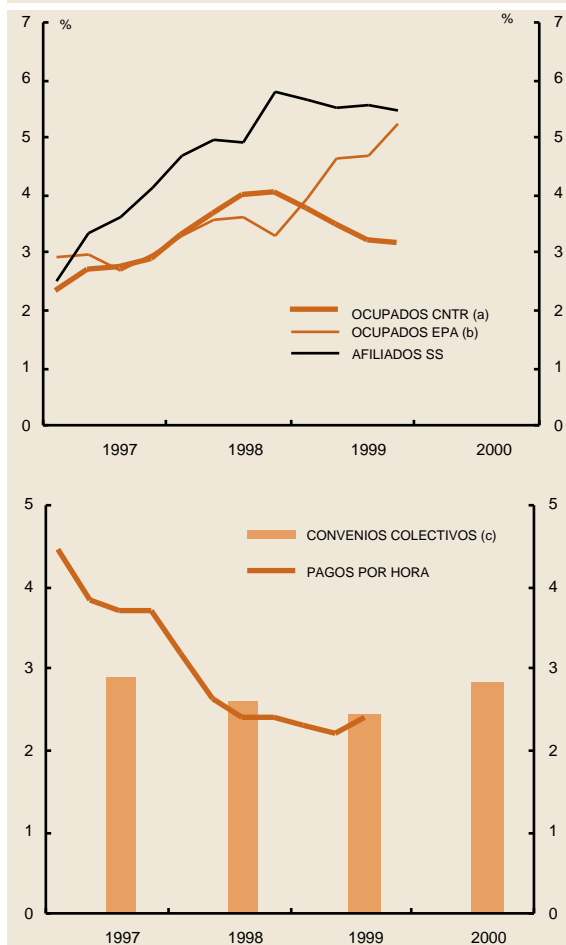 7 % % 7
6 6
5 5
4 4
3 3
2 2
OCUPADOS CNTR (a)
OCUPADOS EPA (b)
AFILIADOS SS
1 1
0 0
1997 1998 1999 2000
5 5
CONVENIOS COLECTIVOS (c)
PAGOS POR HORA
4 4
3 3
2 2
1 1
0 0
1997 1998 1999 2000